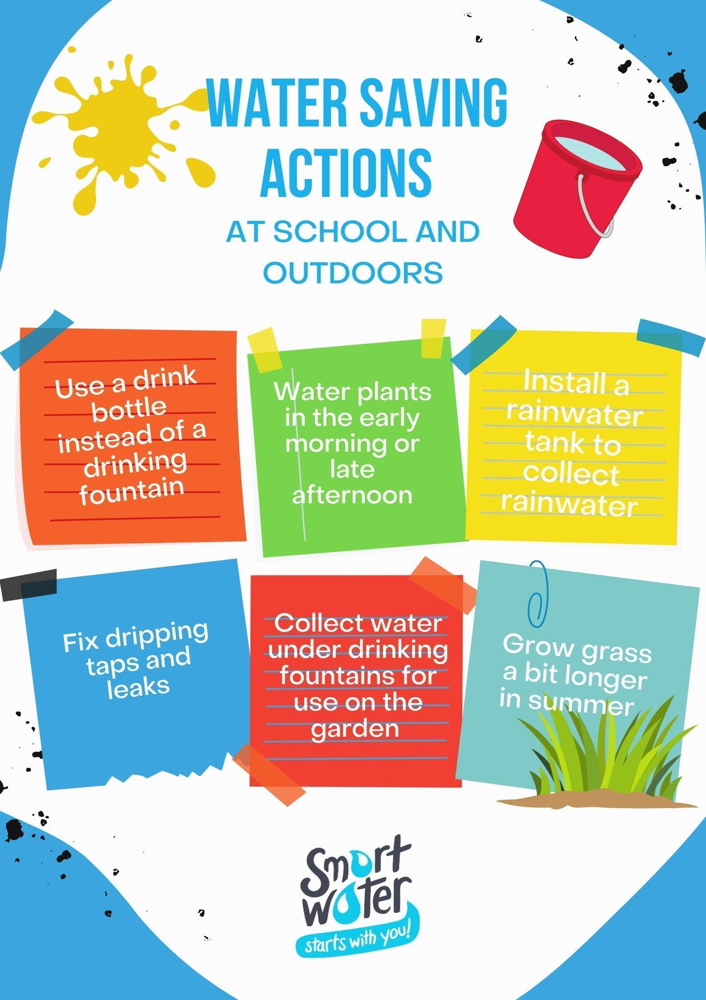 WATER SAVING
ACTIONS
AT SCHOOL AND
OUTDOORS
Use a drink
bottle
instead of a
drinking
fountain
Water plants
in the early
morning or
late
afternoon
Install a
rainwater
tank to
collect
rainwater
Fix dripping
taps and
leaks
Collect water
under drinking
fountains for
use on the
garden
Grow grass
a bit longer
in summer
Smart
water
starts with you!